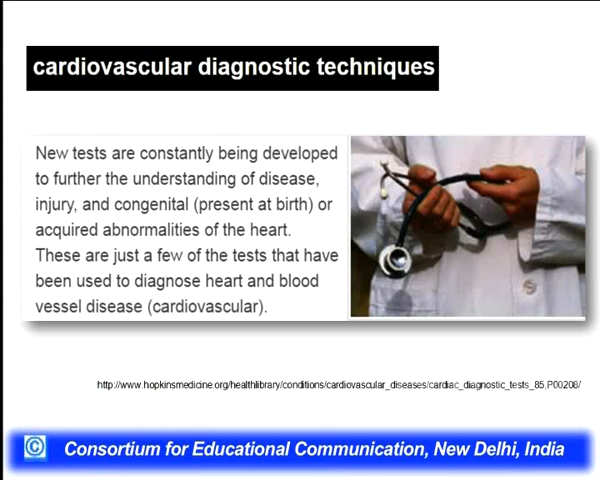 cardiovascular diagnostic techniques
New tests are constantly being developed
to further the understanding of disease,
injury, and congenital (present at birth) or
acquired abnormalities of the heart.
These are just a few of the tests that have
been used to diagnose heart and blood
vessel disease (cardiovascular).
http://www.hopkinsmedicine.org/healthlibrary/conditions/cardiovascular_diseases/cardiac_diagnostic_tests_85,P00208/
© Consortium for Educational Communication, New Delhi, India